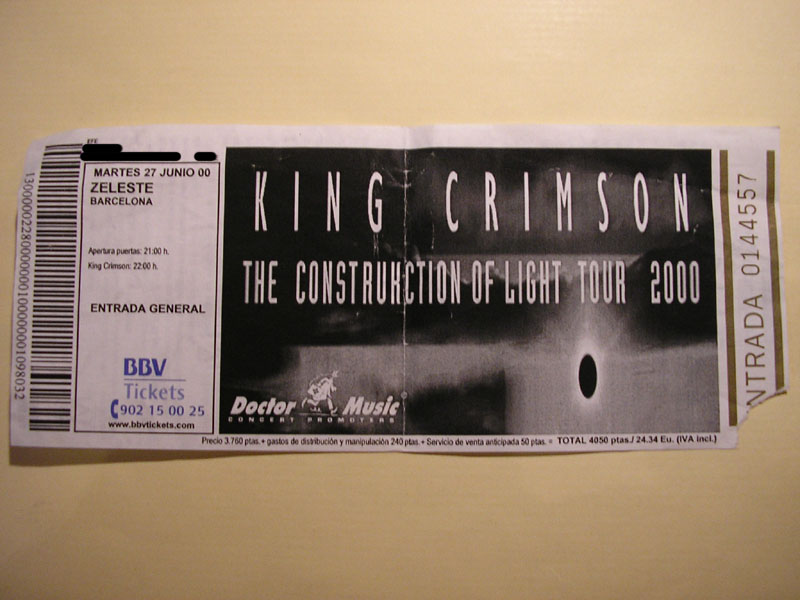 EFE
MARTES 27 JUNIO 00
ZELESTE
BARCELONA
Apertura puertas: 21:00 h.
King Crimson: 22:00 h.
ENTRADA GENERAL
BBV
Tickets
902 15 00 25
www.bbvtickets.com
KING CRIMSON
THE CONSTRUKCTION OF LIGHT TOUR 2000
Doctor Music
CONCERT PROMOTERS
Precio 3.760 ptas.+ gastos de distribución y manipulación 240 ptas.+ Servicio de venta anticipada 50 ptas. = TOTAL 4050 ptas./ 24.34 Eu. (IVA incl.)
NTRADA 0144557